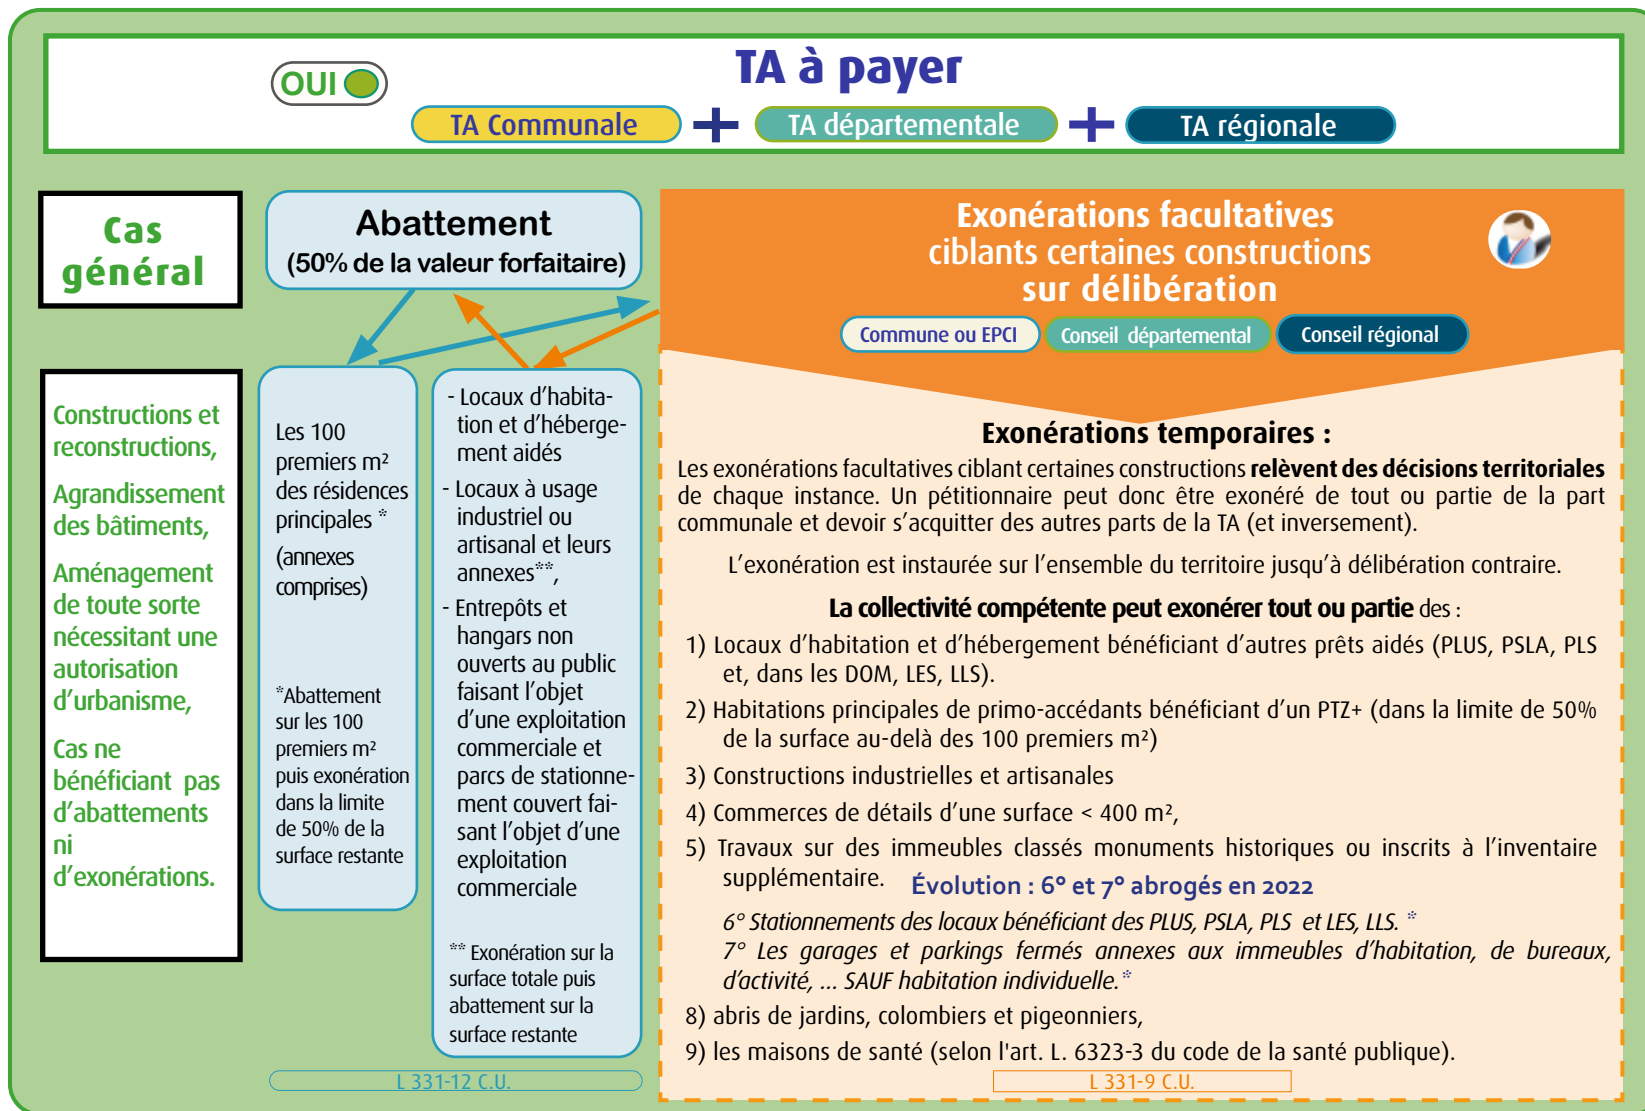 TA à payer
OUI
TA Communale + TA départementale + TA régionale
Cas
général
Constructions et
reconstructions,
Agrandissement
des bâtiments,
Aménagement
de toute sorte
nécessitant une
autorisation
d'urbanisme,
Cas ne
bénéficiant pas
d'abattements
ni
d'exonérations.
Abattement
(50% de la valeur forfaitaire)
Les 100
premiers m²
des résidences
principales *
(annexes
comprises)
*Abattement
sur les 100
premiers m²
puis exonération
dans la limite
de 50% de la
surface restante
- Locaux d'habita-
tion et d'héberge-
ment aidés
- Locaux à usage
industriel ou
artisanal et leurs
annexes**,
- Entrepôts et
hangars non
ouverts au public
faisant l'objet
d'une exploitation
commerciale et
parcs de stationne-
ment couvert fai-
sant l'objet d'une
exploitation
commerciale
** Exonération sur la
surface totale puis
abattement sur la
surface restante
L 331-12 C.U.
Exonérations facultatives
ciblants certaines constructions
sur délibération
Commune ou EPCI Conseil départemental Conseil régional
Exonérations temporaires :
Les exonérations facultatives ciblant certaines constructions relèvent des décisions territoriales
de chaque instance. Un pétitionnaire peut donc être exonéré de tout ou partie de la part
communale et devoir s'acquitter des autres parts de la TA (et inversement).
L'exonération est instaurée sur l'ensemble du territoire jusqu'à délibération contraire.
La collectivité compétente peut exonérer tout ou partie des :
1) Locaux d'habitation et d'hébergement bénéficiant d'autres prêts aidés (PLUS, PSLA, PLS
et, dans les DOM, LES, LLS).
2) Habitations principales de primo-accédants bénéficiant d'un PTZ+ (dans la limite de 50%
de la surface au-delà des 100 premiers m²)
3) Constructions industrielles et artisanales
4) Commerces de détails d'une surface < 400 m²,
5) Travaux sur des immeubles classés monuments historiques ou inscrits à l'inventaire
supplémentaire. Évolution : 6° et 7° abrogés en 2022
6° Stationnements des locaux bénéficiant des PLUS, PSLA, PLS et LES, LLS. *
7° Les garages et parkings fermés annexes aux immeubles d'habitation, de bureaux,
d'activité, ... SAUF habitation individuelle.*
8) abris de jardins, colombiers et pigeonniers,
9) les maisons de santé (selon l'art. L. 6323-3 du code de la santé publique).
L 331-9 C.U.